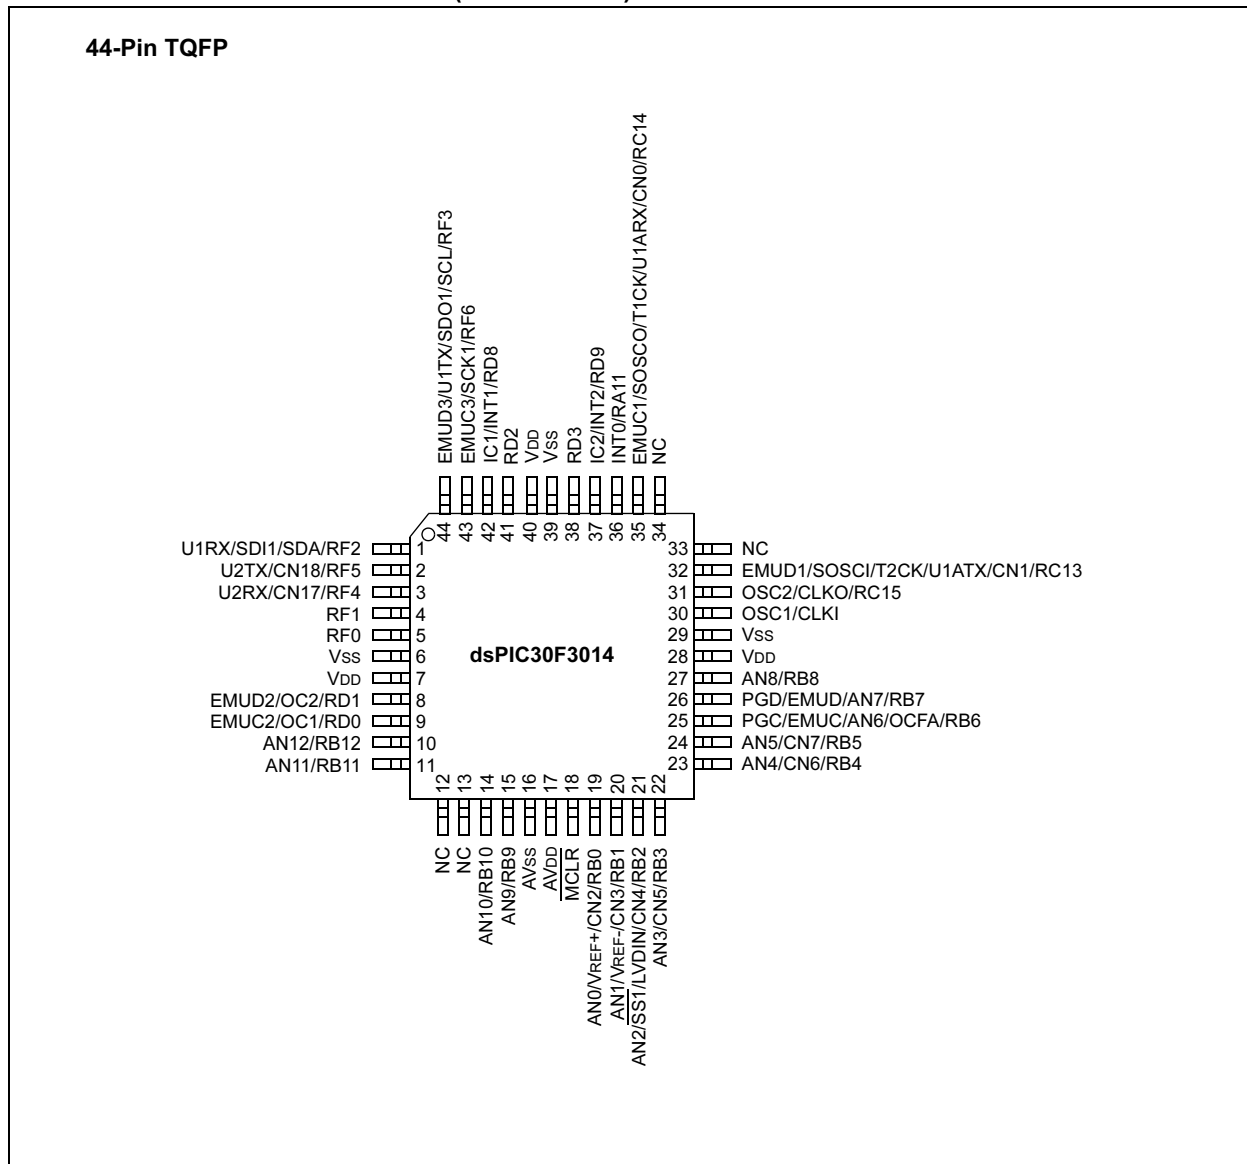 44-Pin TQFP
EMUD3/U1TX/SDO1/SCL/RF3
EMUC3/SCK1/RF6
IC1/INT1/RD8
RD2
VDD
VSS
RD3
IC2/INT2/RD9
INT0/RA11
EMUC1/SOSCO/T1CK/U1ARX/CN0/RC14
NC
44
43
42
41
40
39
38
37
36
35
34
U1RX/SDI1/SDA/RF2 1
U2TX/CN18/RF5 2
U2RX/CN17/RF4 3
RF1 4
RF0 5
VSS 6
VDD 7
EMUD2/OC2/RD1 8
EMUC2/OC1/RD0 9
AN12/RB12 10
AN11/RB11 11
dsPIC30F3014
33 NC
32 EMUD1/SOSCI/T2CK/U1ATX/CN1/RC13
31 OSC2/CLKO/RC15
30 OSC1/CLKI
29 VSS
28 VDD
27 AN8/RB8
26 PGD/EMUD/AN7/RB7
25 PGC/EMUC/AN6/OCFA/RB6
24 AN5/CN7/RB5
23 AN4/CN6/RB4
12
13
14
15
16
17
18
19
20
21
22
NC
NC
AN10/RB10
AN9/RB9
AVSS
AVDD
MCLR
AN0/VREF+/CN2/RB0
AN1/VREF-/CN3/RB1
AN2/SS1/LVDIN/CN4/RB2
AN3/CN5/RB3